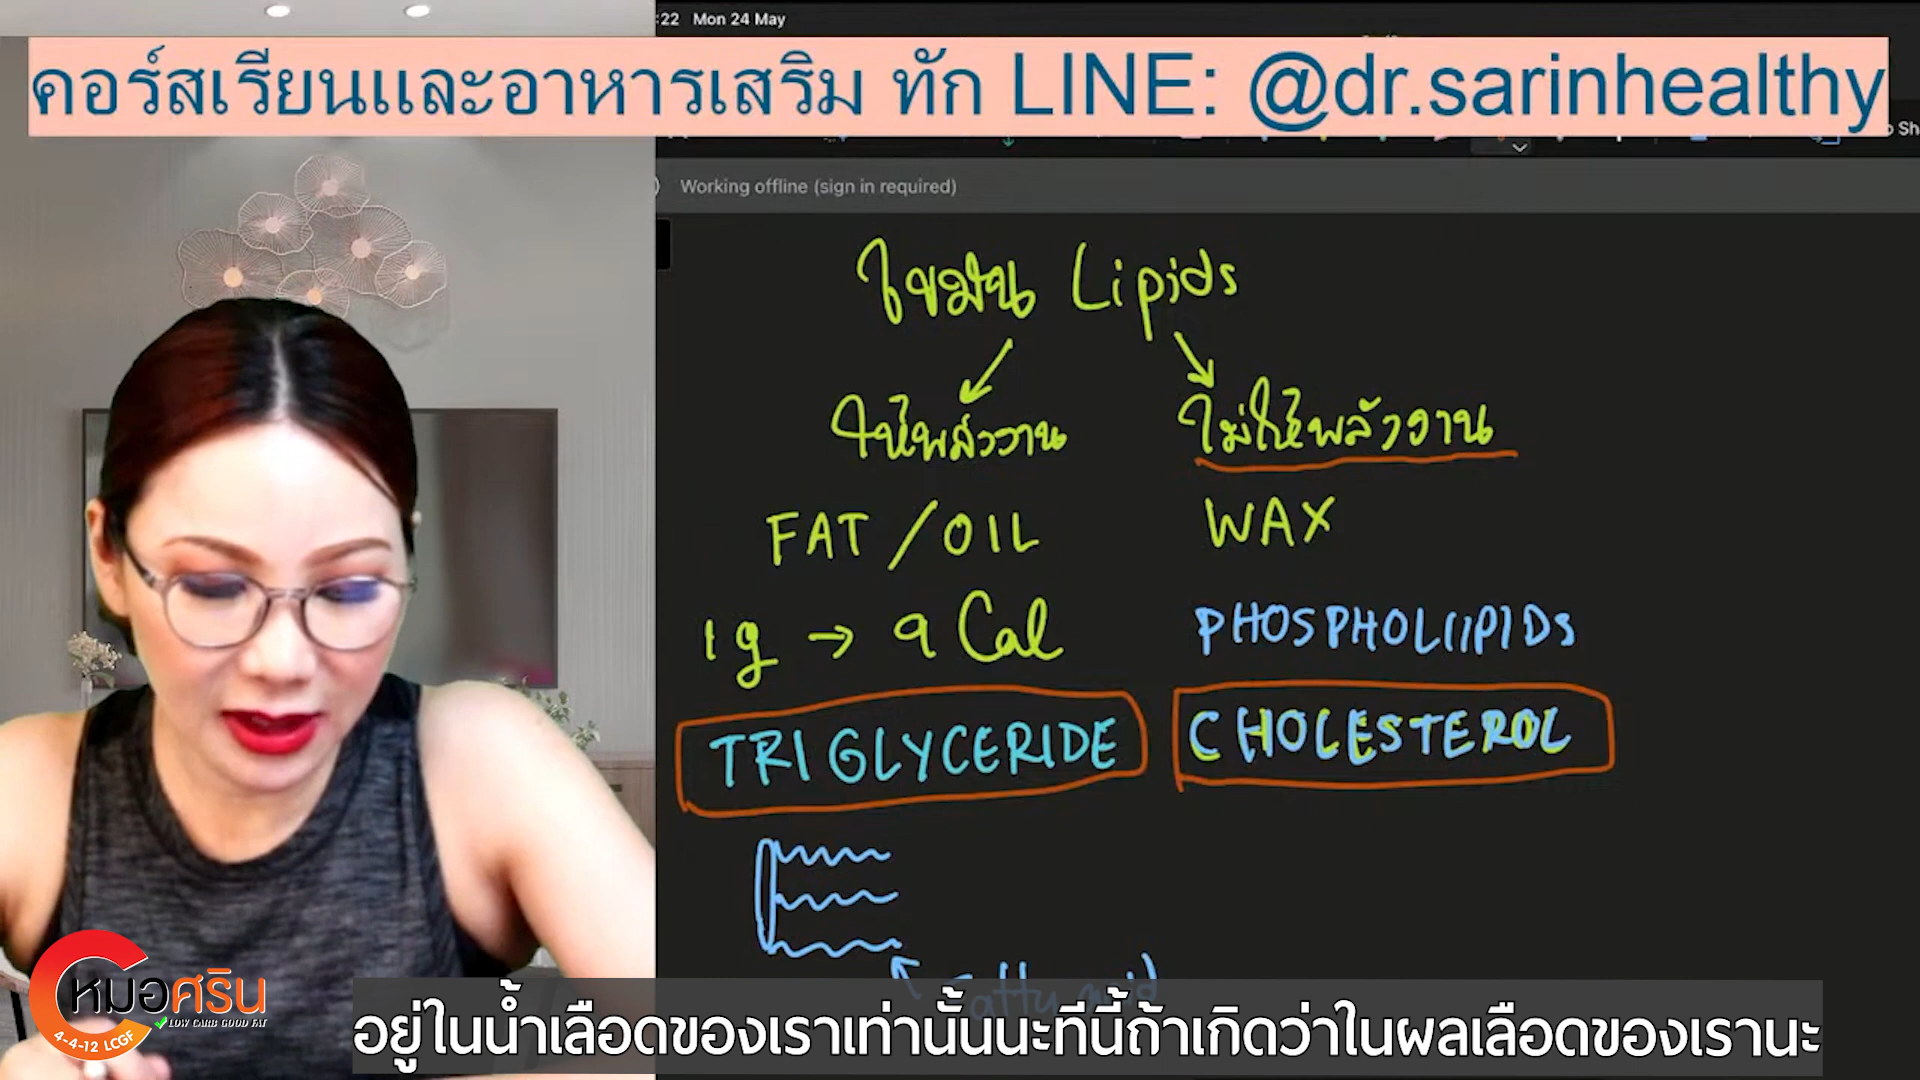 :22 Mon 24 May
คอร์สเรียนและอาหารเสริม ทัก LINE: @dr.sarinhealthy
Sh
Working offline (sign in required)
ไขมัน Lipids
ให้พลังงาน ไม่ให้พลังงาน
FAT / OIL WAX
1g → 9 Cal PHOSPHOLIIPIDS
TRIGLYCERIDE CHOLESTEROL
หมอศริน
LOW CARB GOOD FAT
4-4-12 LCGF
อยู่ในน้ำเลือดของเราเท่านั้นนะทีนี้ถ้าเกิดว่าในผลเลือดของเรานะ